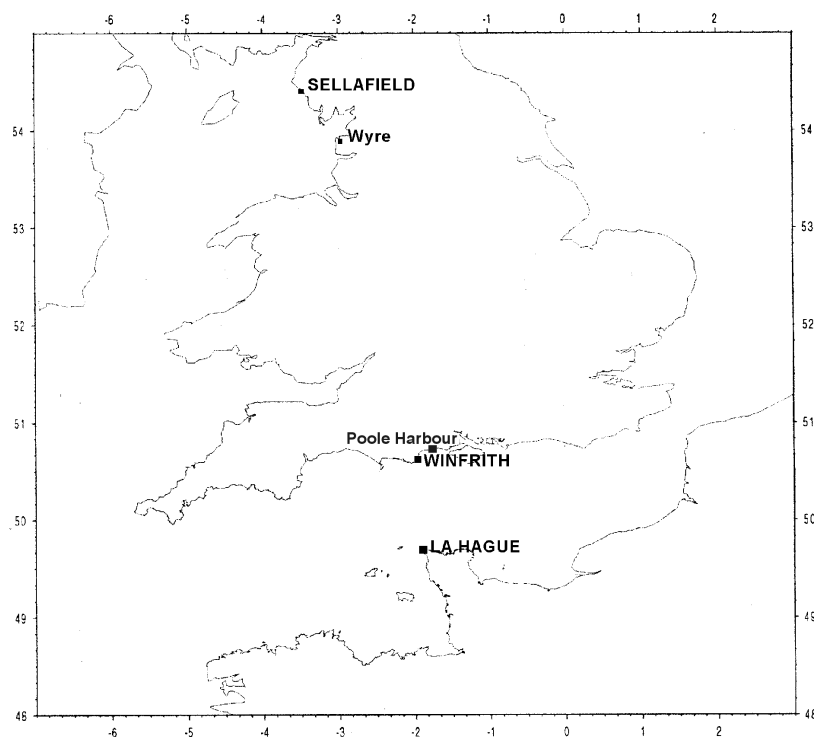 -6 -5 -4 -3 -2 -1 0 1 2
SELLAFIELD
54 Wyre 54
53 53
52 52
51 51
Poole Harbour
WINFRITH
50 50
LA HAGUE
49 49
48 48
-6 -5 -4 -3 -2 -1 0 1 2